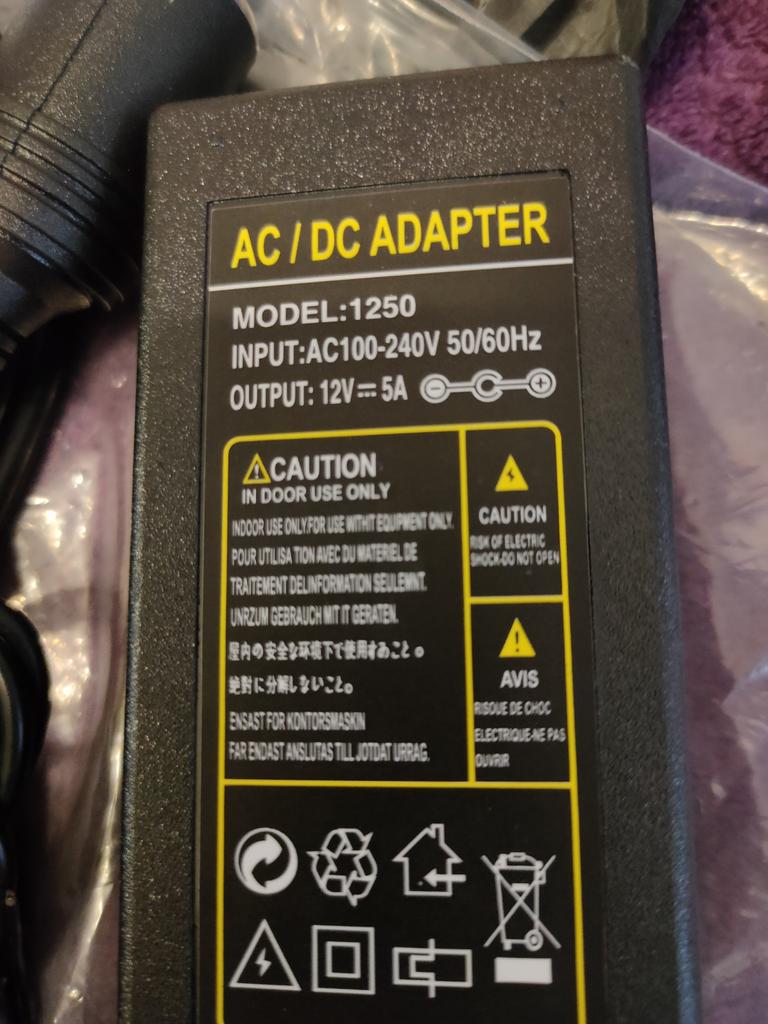 AC / DC ADAPTER
MODEL:1250
INPUT:AC100-240V 50/60Hz
OUTPUT: 12V⎓5A
CAUTION
IN DOOR USE ONLY
INDOOR USE ONLY.FOR USE WITHIT EQUIPMENT ONLY.
POUR UTILISA TION AVEC DU MATERIEL DE
TRAITEMENT DELINFORMATION SEULEMNT.
UNRZUM GEBRAUCH MIT IT GERATEN.
屋内の安全な环境下で使用すあこと。
绝対に分解しないこと。
ENSAST FOR KONTORSMASKIN
FAR ENDAST ANSLUTAS TILL JOTDAT URRAG.
CAUTION
RISK OF ELECTRIC
SHOCK-DO NOT OPEN
AVIS
RISQUE DE CHOC
ELECTRIQUE-NE PAS
OUVRIR